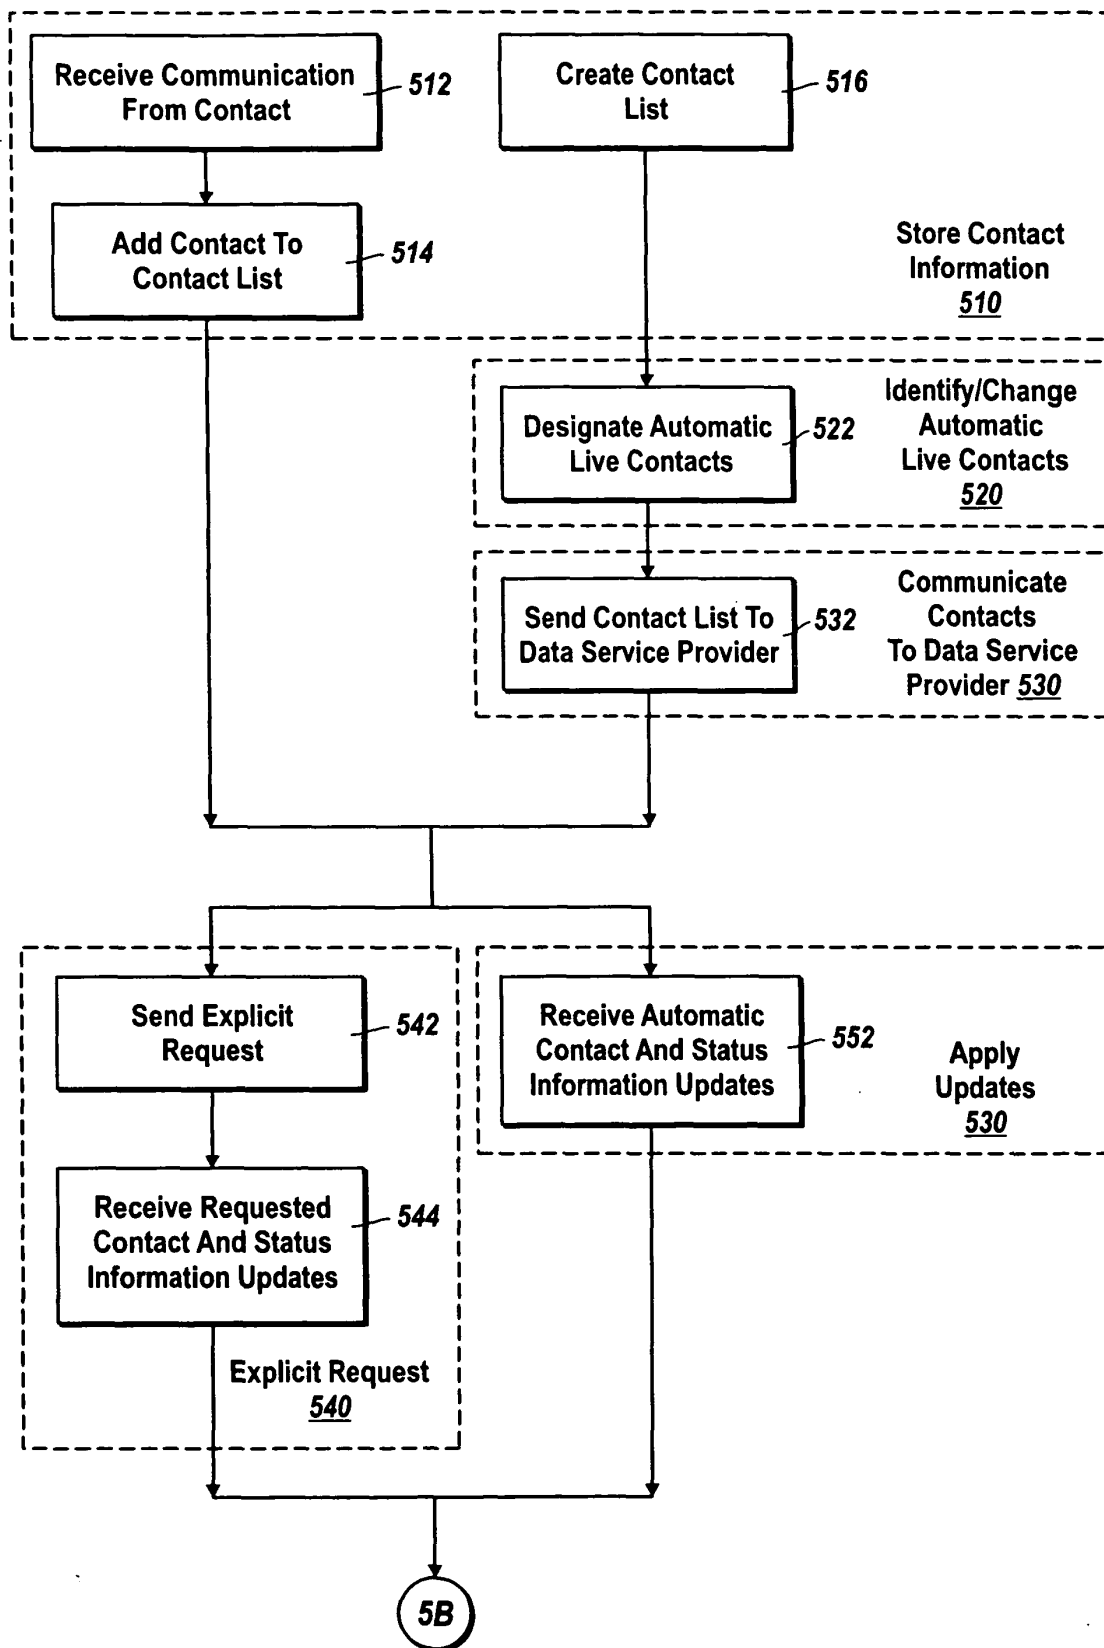 Receive Communication
From Contact
512
Create Contact
List
516
Add Contact To
Contact List
514
Store Contact
Information
510
Designate Automatic
Live Contacts
522
Identify/Change
Automatic
Live Contacts
520
Send Contact List To
Data Service Provider
532
Communicate
Contacts
To Data Service
Provider 530
Send Explicit
Request
542
Receive Automatic
Contact And Status
Information Updates
552
Apply
Updates
530
Receive Requested
Contact And Status
Information Updates
544
Explicit Request
540
5B